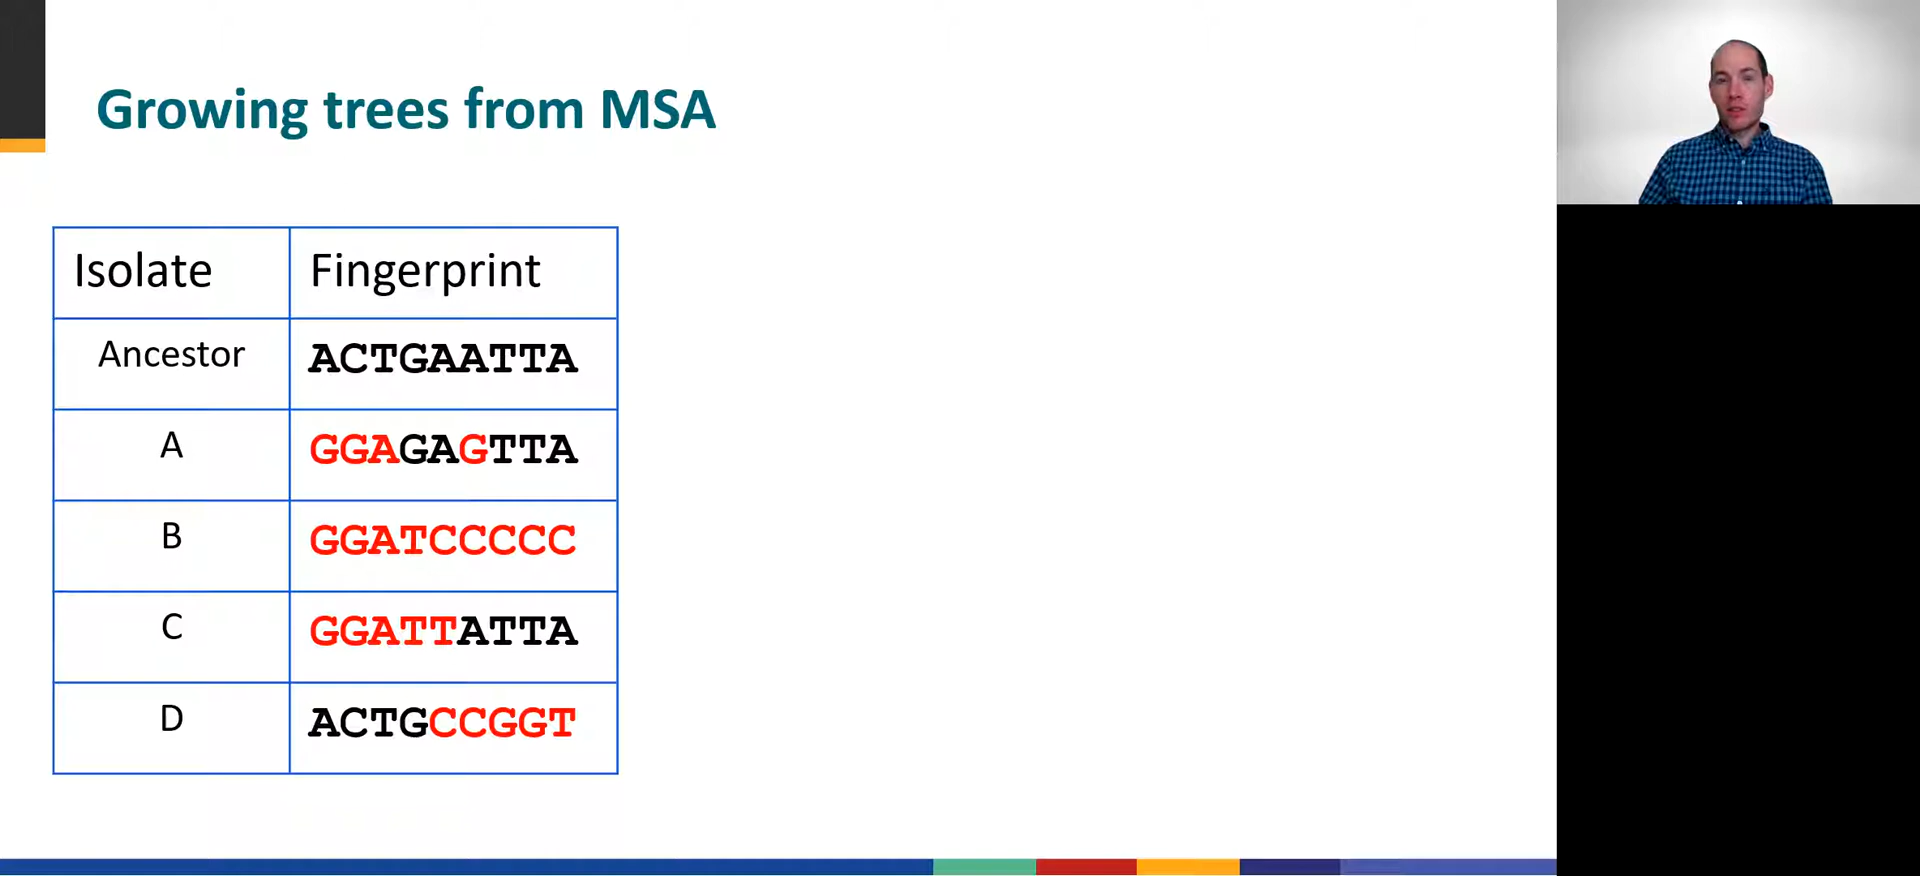 Growing trees from MSA
Isolate Fingerprint
Ancestor ACTGAATTA
A GGAGAGTTA
B GGATCCCCC
C GGATTATTA
D ACTGCCGGT